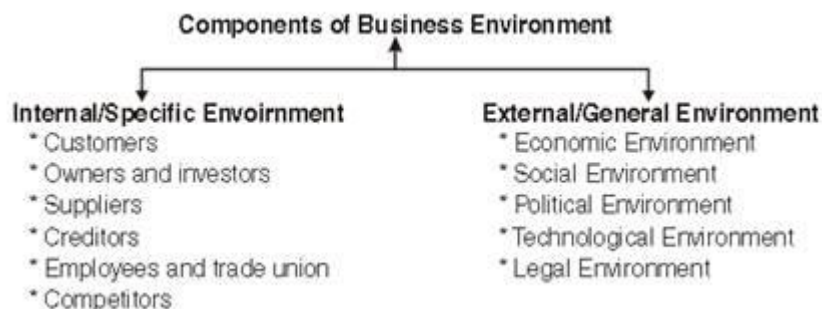 Components of Business Environment
Internal/Specific Envoirnment
* Customers
* Owners and investors
* Suppliers
* Creditors
* Employees and trade union
* Competitors
External/General Environment
* Economic Environment
* Social Environment
* Political Environment
* Technological Environment
* Legal Environment